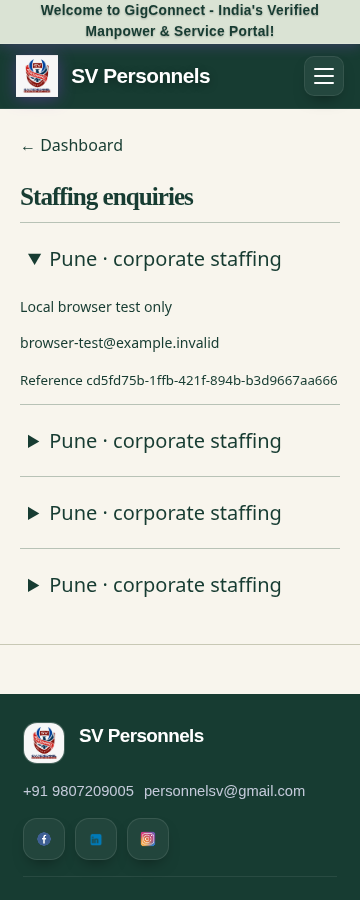 Welcome to GigConnect - India's Verified
Manpower & Service Portal!
SV Personnels
← Dashboard
Staffing enquiries
▼ Pune · corporate staffing
Local browser test only
browser-test@example.invalid
Reference cd5fd75b-1ffb-421f-894b-b3d9667aa666
▶ Pune · corporate staffing
▶ Pune · corporate staffing
▶ Pune · corporate staffing
SV Personnels
+91 9807209005 personnelsv@gmail.com